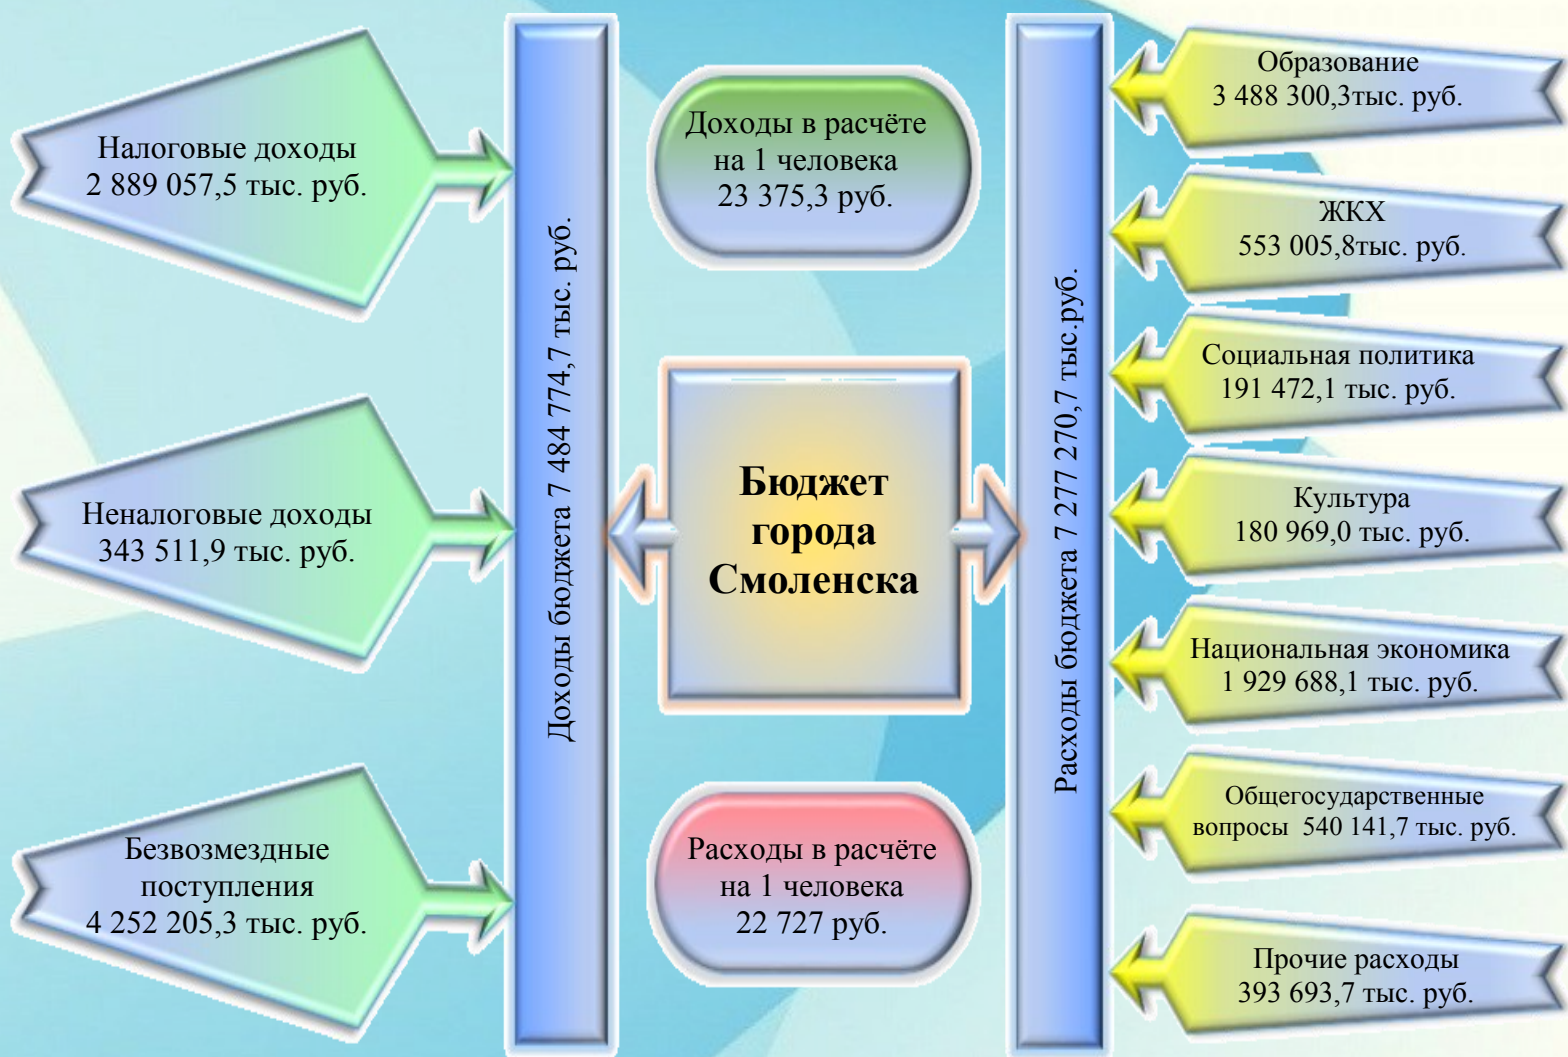 Налоговые доходы
2 889 057,5 тыс. руб.
Неналоговые доходы
343 511,9 тыс. руб.
Безвозмездные
поступления
4 252 205,3 тыс. руб.
Доходы бюджета 7 484 774,7 тыс. руб.
Доходы в расчёте
на 1 человека
23 375,3 руб.
Бюджет
города
Смоленска
Расходы в расчёте
на 1 человека
22 727 руб.
Расходы бюджета 7 277 270,7 тыс.руб.
Образование
3 488 300,3тыс. руб.
ЖКХ
553 005,8тыс. руб.
Социальная политика
191 472,1 тыс. руб.
Культура
180 969,0 тыс. руб.
Национальная экономика
1 929 688,1 тыс. руб.
Общегосударственные
вопросы 540 141,7 тыс. руб.
Прочие расходы
393 693,7 тыс. руб.